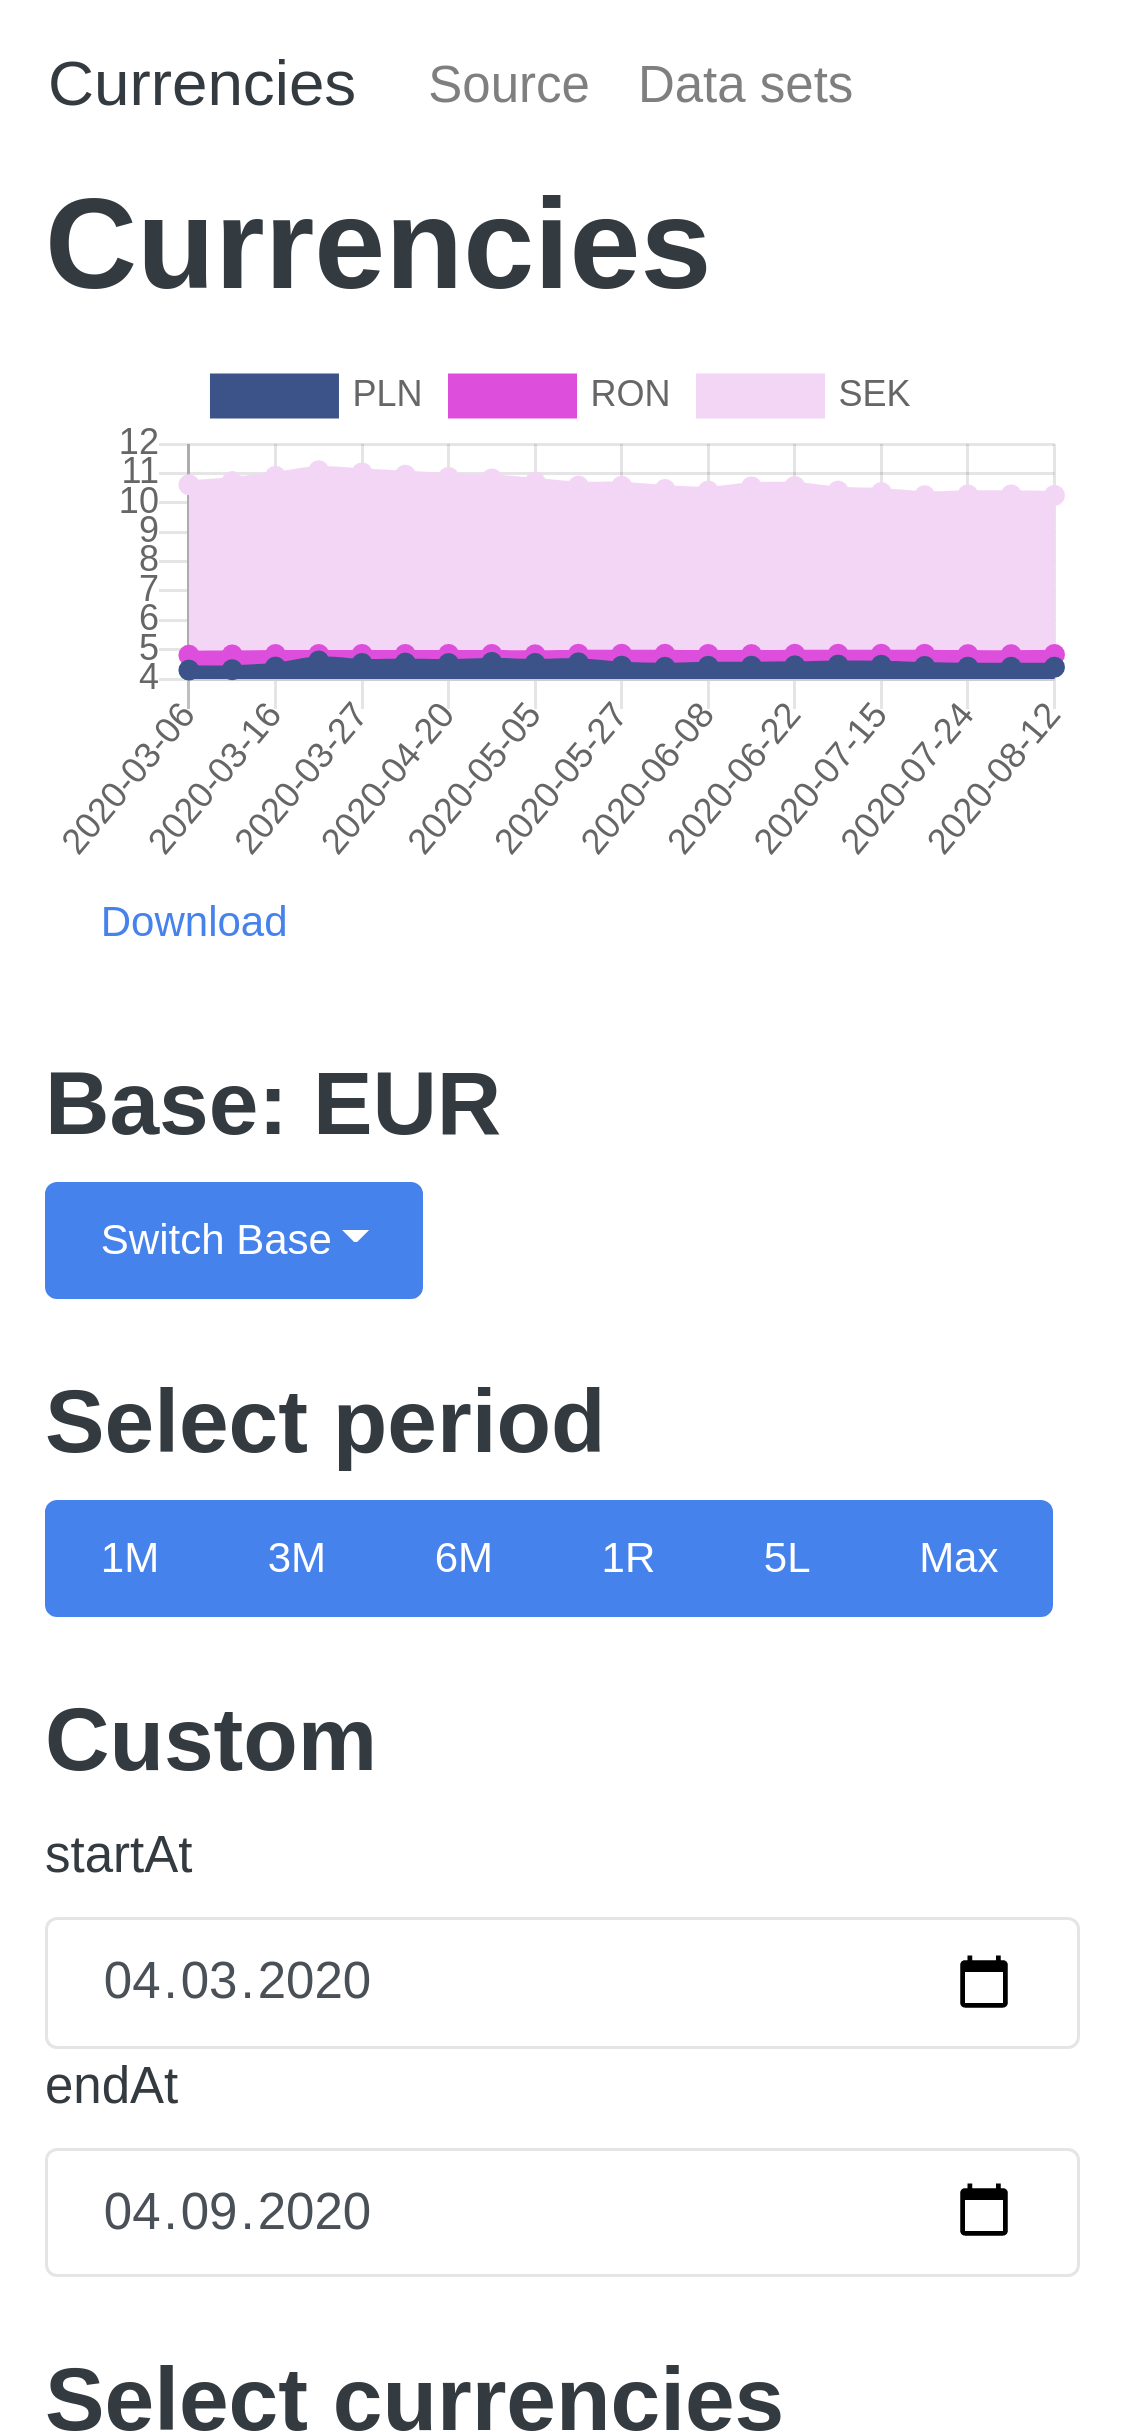 Currencies Source Data sets
Currencies
PLN RON SEK
12
11
10
9
8
7
6
5
4
2020-03-06 2020-03-16 2020-03-27 2020-04-20 2020-05-05 2020-05-27 2020-06-08 2020-06-22 2020-07-15 2020-07-24 2020-08-12
Download
Base: EUR
Switch Base
Select period
1M 3M 6M 1R 5L Max
Custom
startAt
04.03.2020
endAt
04.09.2020
Select currencies